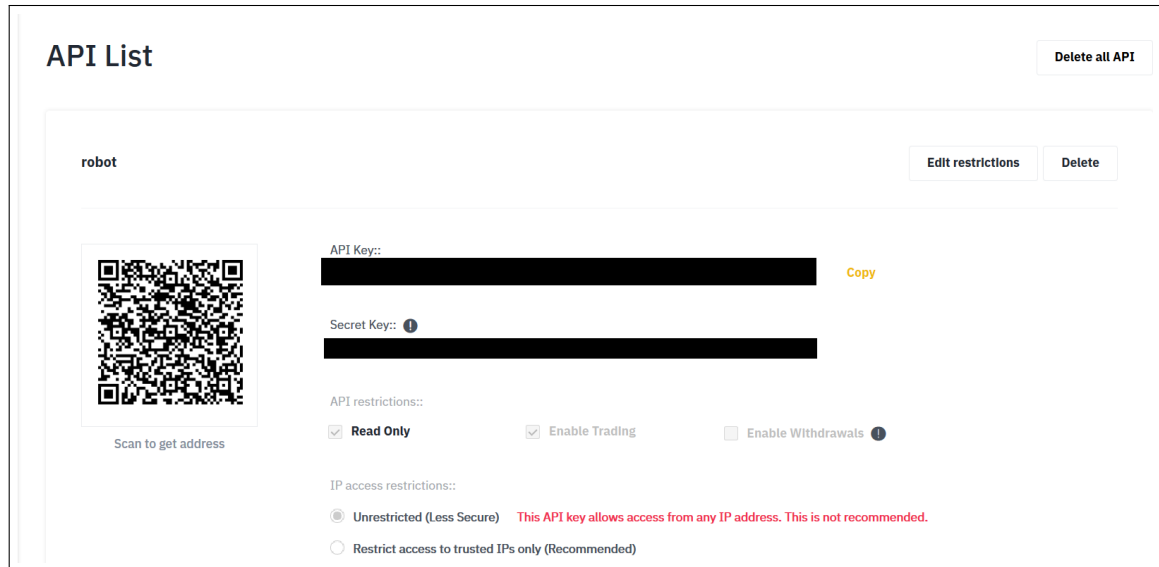 API List
Delete all API
robot
Edit restrictions
Delete
API Key::
Copy
Secret Key:: !
API restrictions::
Read Only
Enable Trading
Enable Withdrawals !
Scan to get address
IP access restrictions::
Unrestricted (Less Secure) This API key allows access from any IP address. This is not recommended.
Restrict access to trusted IPs only (Recommended)